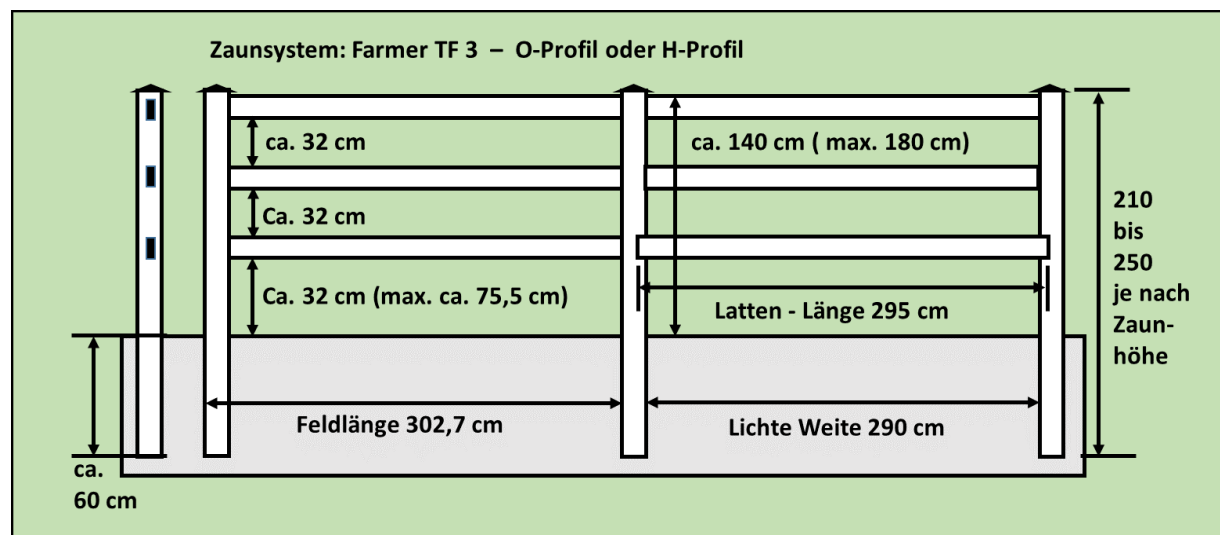 Zaunsystem: Farmer TF 3 – O-Profil oder H-Profil
ca. 32 cm
ca. 140 cm ( max. 180 cm)
Ca. 32 cm
210
bis
250
je nach
Zaun-
höhe
Ca. 32 cm (max. ca. 75,5 cm)
Latten - Länge 295 cm
Feldlänge 302,7 cm
Lichte Weite 290 cm
ca.
60 cm